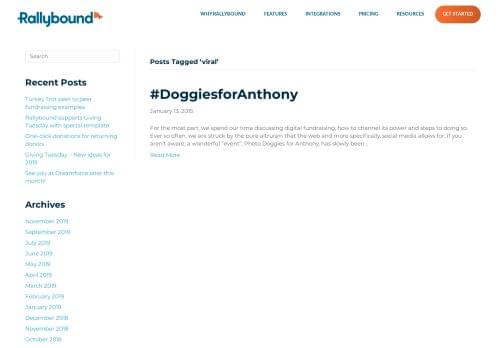 Rallybound
WHY RALLYBOUND
FEATURES
INTEGRATIONS
PRICING
RESOURCES
GET STARTED
Search
Recent Posts
Turkey Trot peer to peer
fundraising examples
Rallybound supports Giving
Tuesday with special template
One-click donations for returning
donors
Giving Tuesday – New ideas for
2019
See you at Dreamforce later this
month!
Archives
November 2019
September 2019
July 2019
June 2019
May 2019
April 2019
March 2019
February 2019
January 2019
December 2018
November 2018
October 2018
Posts Tagged ‘viral’
#DoggiesforAnthony
January 13, 2015
For the most part, we spend our time discussing digital fundraising, how to channel its power and steps to doing so.
Ever so often, we are struck by the pure altruism that the social web and more specifically, social media allows for. If you
aren't aware, a wonderful “event”, Photo Doggies for Anthony, has slowly been...
Read More